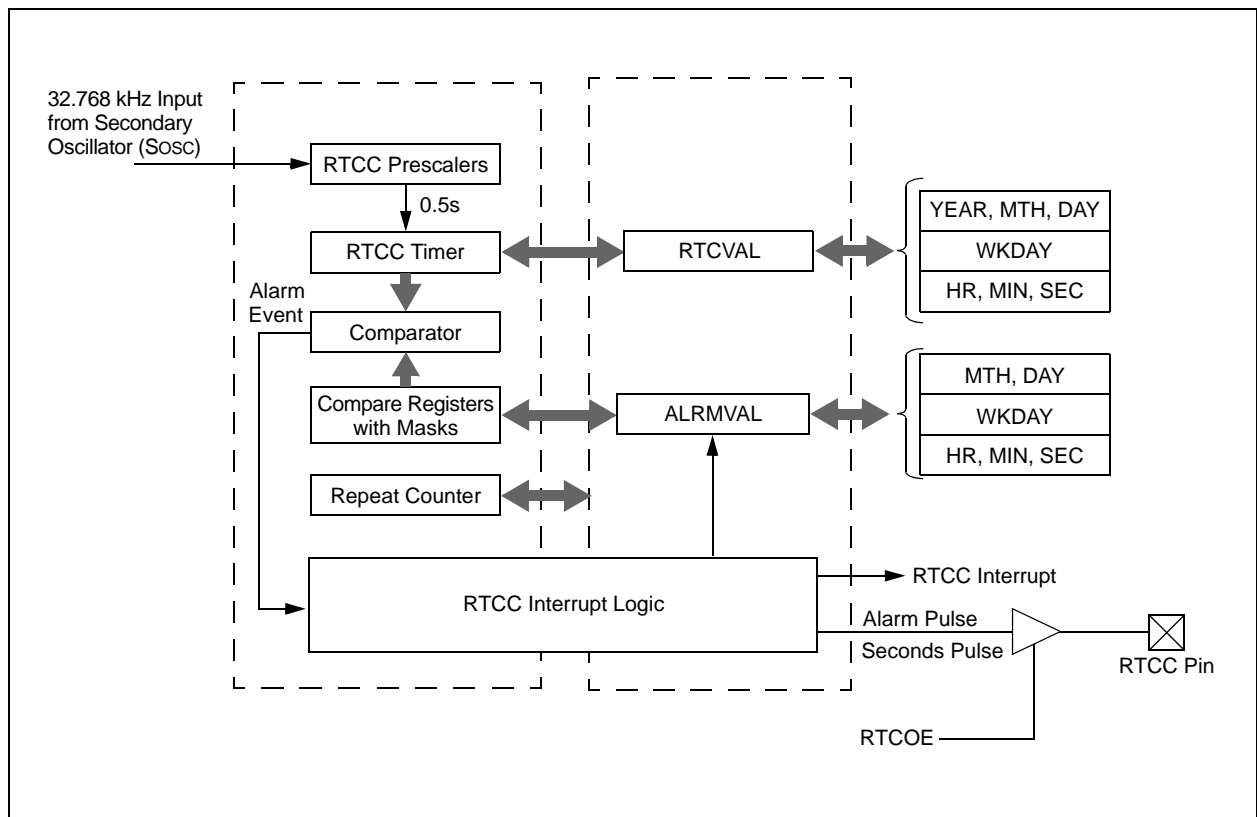 32.768 kHz Input
from Secondary
Oscillator (SOSC)
RTCC Prescalers
0.5s
RTCC Timer
RTCVAL
YEAR, MTH, DAY
WKDAY
HR, MIN, SEC
Alarm
Event
Comparator
Compare Registers
with Masks
ALRMVAL
MTH, DAY
WKDAY
HR, MIN, SEC
Repeat Counter
RTCC Interrupt Logic
RTCC Interrupt
Alarm Pulse
Seconds Pulse
RTCC Pin
RTCOE